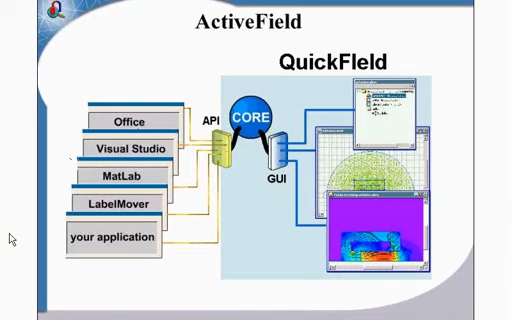 ActiveField
QuickField
API
CORE
GUI
Office
Visual Studio
MatLab
LabelMover
your application